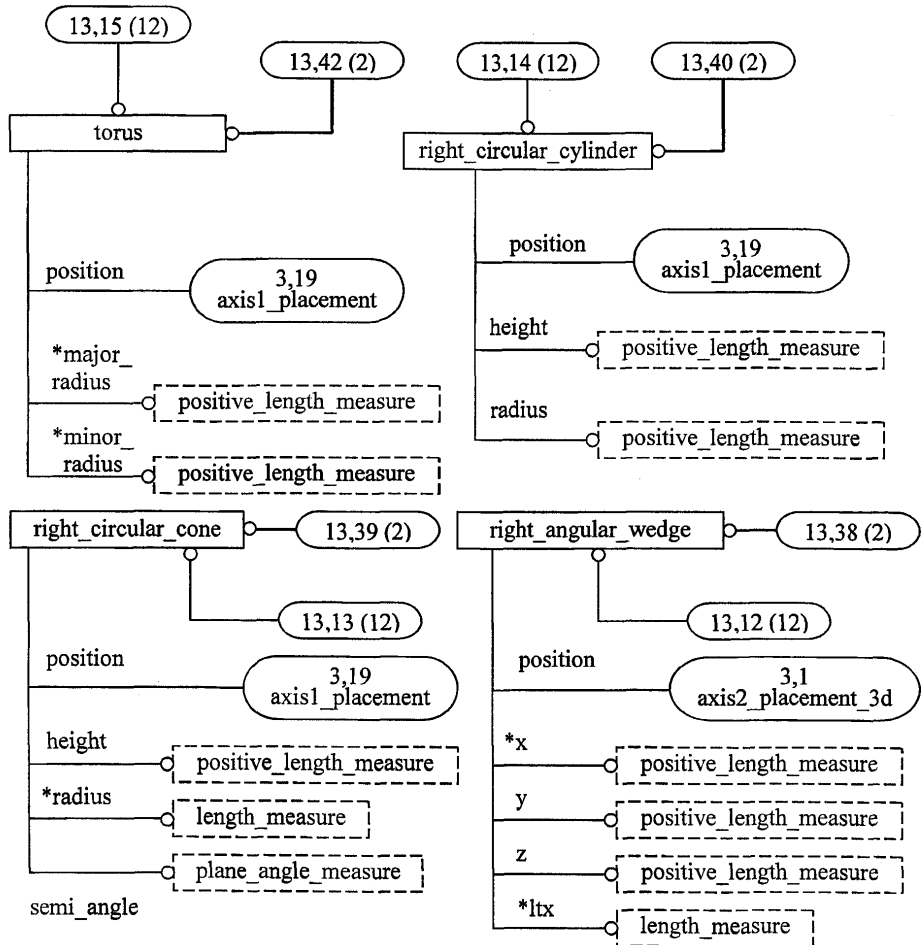 13,15 (12)
13,42 (2)
torus
position
3,19
axis1_placement
*major_
radius
positive_length_measure
*minor_
radius
positive_length_measure
13,14 (12)
13,40 (2)
right_circular_cylinder
position
3,19
axis1_placement
height
positive_length_measure
radius
positive_length_measure
right_circular_cone
13,39 (2)
13,13 (12)
position
3,19
axis1_placement
height
positive_length_measure
*radius
length_measure
plane_angle_measure
semi_angle
right_angular_wedge
13,38 (2)
13,12 (12)
position
3,1
axis2_placement_3d
*x
positive_length_measure
y
positive_length_measure
z
positive_length_measure
*ltx
length_measure